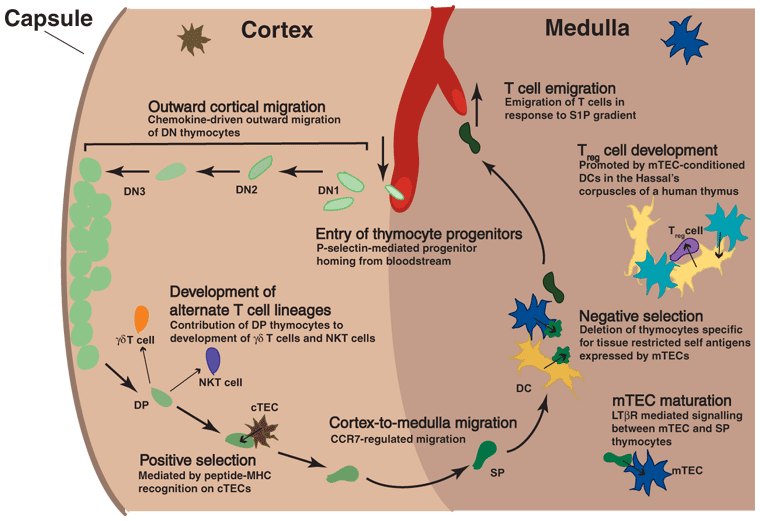 Capsule
Cortex
Medulla
Outward cortical migration
Chemokine-driven outward migration
of DN thymocytes
DN3
DN2
DN1
Entry of thymocyte progenitors
P-selectin-mediated progenitor
homing from bloodstream
T cell emigration
Emigration of T cells in
response to S1P gradient
Treg cell development
Promoted by mTEC-conditioned
DCs in the Hassal's
corpuscles of a human thymus
Treg cell
Development of
alternate T cell lineages
Contribution of DP thymocytes to
development of γδ T cells and NKT cells
γδT cell
NKT cell
DP
cTEC
Positive selection
Mediated by peptide-MHC
recognition on cTECs
Cortex-to-medulla migration
CCR7-regulated migration
SP
DC
Negative selection
Deletion of thymocytes specific
for tissue restricted self antigens
expressed by mTECs
mTEC maturation
LTβR mediated signalling
between mTEC and SP
thymocytes
mTEC